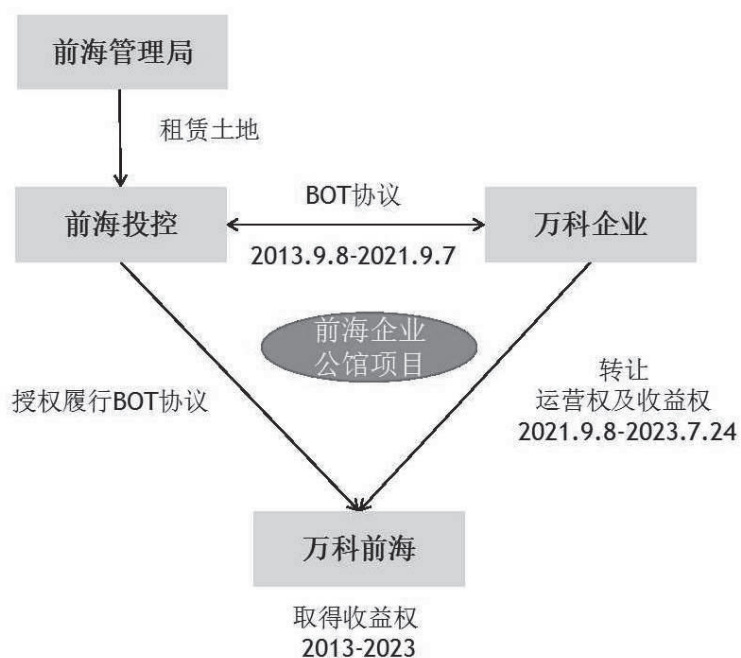 前海管理局
租赁土地
前海投控
BOT协议
2013.9.8-2021.9.7
万科企业
前海企业
公馆项目
授权履行BOT协议
转让
运营权及收益权
2021.9.8-2023.7.24
万科前海
取得收益权
2013-2023